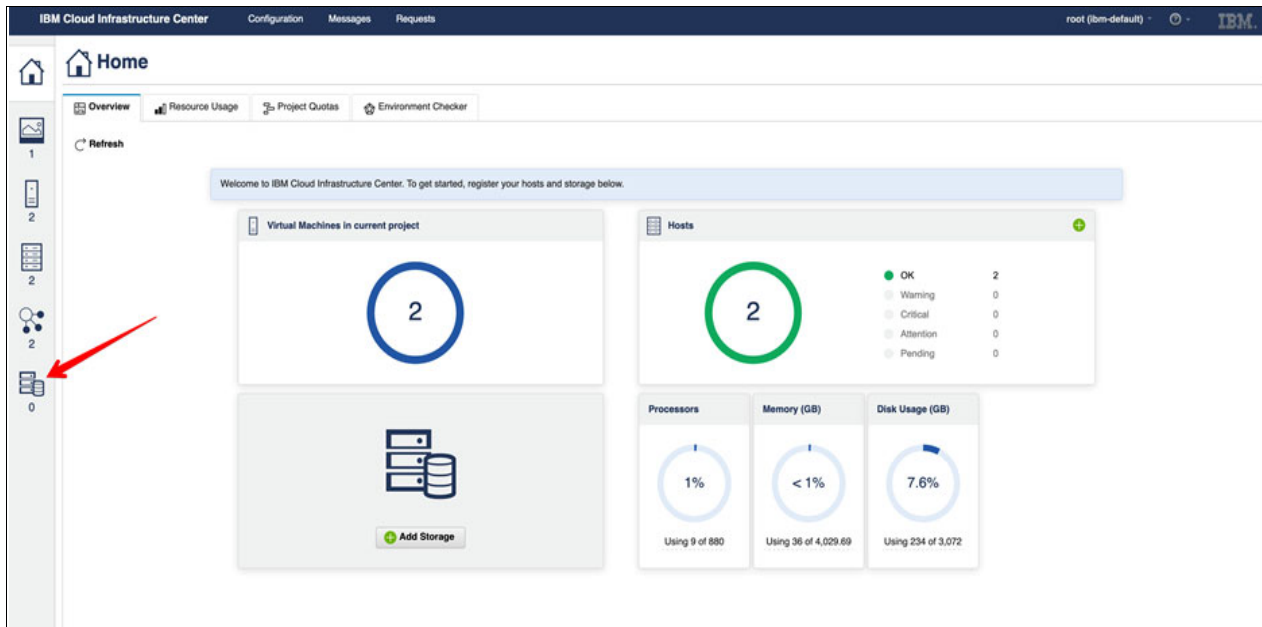 IBM Cloud Infrastructure Center Configuration Messages Requests root (ibm-default) IBM.
Home
Overview Resource Usage Project Quotas Environment Checker
Refresh
1
2
2
2
0
Welcome to IBM Cloud Infrastructure Center. To get started, register your hosts and storage below.
Virtual Machines in current project
2
Hosts
2
OK 2
Warning 0
Critical 0
Attention 0
Pending 0
Add Storage
Processors
1%
Using 9 of 880
Memory (GB)
< 1%
Using 36 of 4,029.69
Disk Usage (GB)
7.6%
Using 234 of 3,072